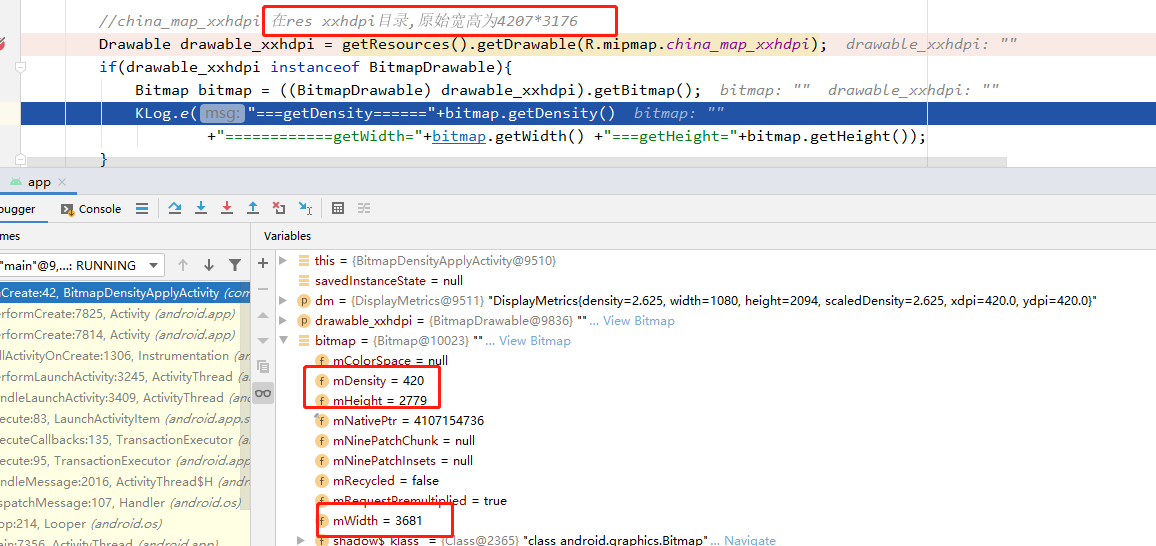 //china_map_xxhdpi 在res xxhdpi目录,原始宽高为4207*3176
Drawable drawable_xxhdpi = getResources().getDrawable(R.mipmap.china_map_xxhdpi); drawable_xxhdpi: ""
if(drawable_xxhdpi instanceof BitmapDrawable){
Bitmap bitmap = ((BitmapDrawable) drawable_xxhdpi).getBitmap(); bitmap: "" drawable_xxhdpi: ""
KLog.e( msg: "===getDensity======"+bitmap.getDensity() bitmap: ""
+"============getWidth="+bitmap.getWidth() +"===getHeight="+bitmap.getHeight());
}
app
bugger Console
mes Variables
"main"@9,...: RUNNING
nCreate:42, BitmapDensityApplyActivity (com
erformCreate:7825, Activity (android.app)
erformCreate:7814, Activity (android.app)
llActivityOnCreate:1306, Instrumentation (a
erformLaunchActivity:3245, ActivityThread (
ndleLaunchActivity:3409, ActivityThread (a
ecute:83, LaunchActivityItem (android.app.s
ecuteCallbacks:135, TransactionExecutor (a
ecute:95, TransactionExecutor (android.app
ndleMessage:2016, ActivityThread$H (andr
spatchMessage:107, Handler (android.os)
op:214, Looper (android.os)
ain:7356, ActivityThread (android.app)
this = {BitmapDensityApplyActivity@9510}
savedInstanceState = null
dm = {DisplayMetrics@9511} "DisplayMetrics{density=2.625, width=1080, height=2094, scaledDensity=2.625, xdpi=420.0, ydpi=420.0}"
drawable_xxhdpi = {BitmapDrawable@9836} "" ... View Bitmap
bitmap = {Bitmap@10023} "" ... View Bitmap
mColorSpace = null
mDensity = 420
mHeight = 2779
mNativePtr = 4107154736
mNinePatchChunk = null
mNinePatchInsets = null
mRecycled = false
mRequestPremultiplied = true
mWidth = 3681
shadow$_klass_ = {Class@2365} "class android.graphics.Bitmap" ... Navigate